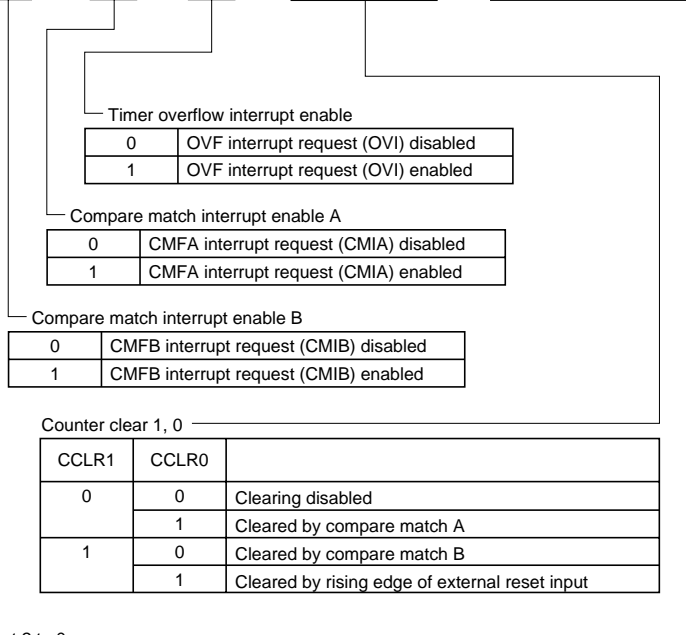 Timer overflow interrupt enable
0 OVF interrupt request (OVI) disabled
1 OVF interrupt request (OVI) enabled
Compare match interrupt enable A
0 CMFA interrupt request (CMIA) disabled
1 CMFA interrupt request (CMIA) enabled
Compare match interrupt enable B
0 CMFB interrupt request (CMIB) disabled
1 CMFB interrupt request (CMIB) enabled
Counter clear 1, 0
CCLR1 CCLR0
0 0 Clearing disabled
1 Cleared by compare match A
1 0 Cleared by compare match B
1 Cleared by rising edge of external reset input